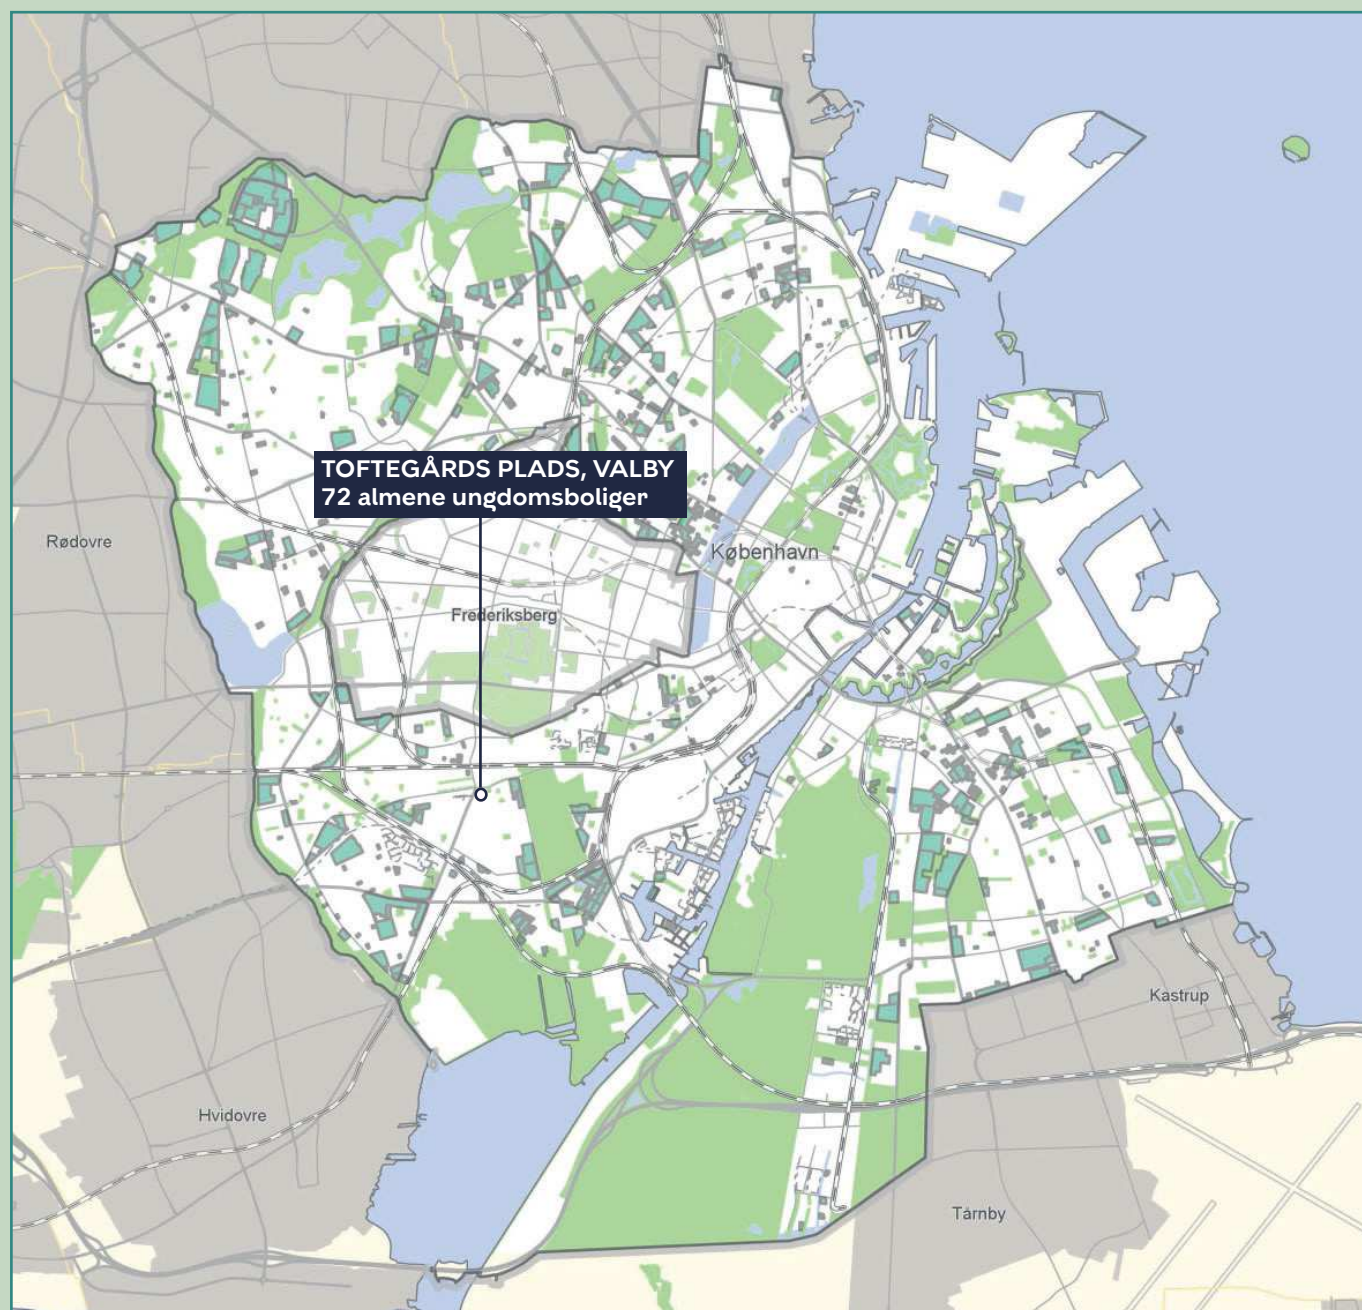 TOFTEGÅRDS PLADS, VALBY
72 almene ungdomsboliger
Rødovre
København
Frederiksberg
Kastrup
Hvidovre
Tårnby